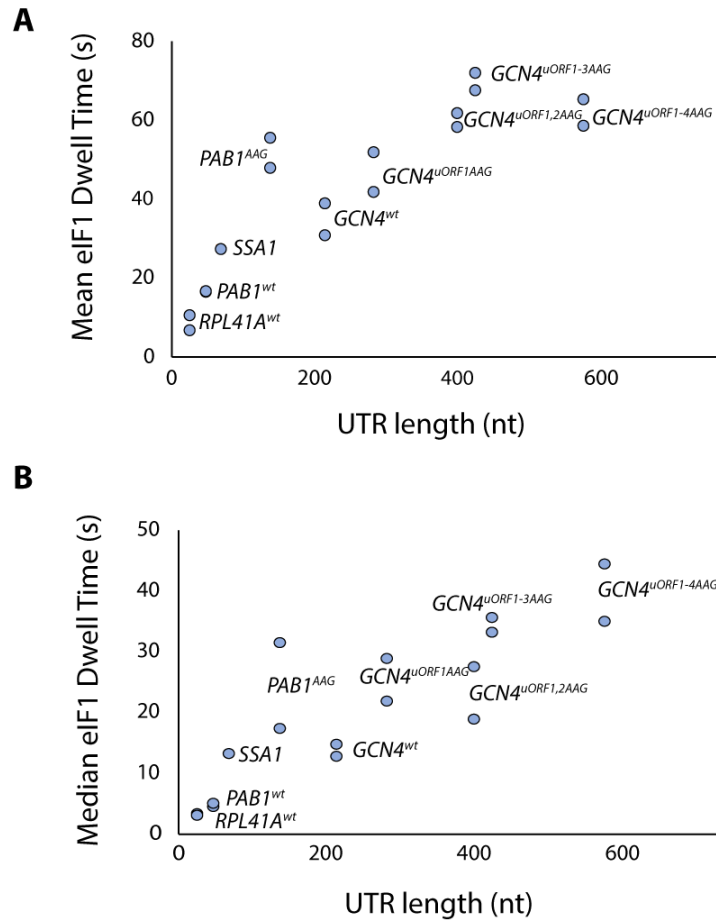 A
Mean eIF1 Dwell Time (s)
80
60
40
20
0
GCN4uORF1-3AAG
GCN4uORF1,2AAG
GCN4uORF1-4AAG
PAB1AAG
GCN4uORF1AAG
GCN4wt
SSA1
PAB1wt
RPL41Awt
0 200 400 600
UTR length (nt)
B
Median eIF1 Dwell Time (s)
50
40
30
20
10
0
GCN4uORF1-4AAG
GCN4uORF1-3AAG
GCN4uORF1AAG
PAB1AAG
GCN4uORF1,2AAG
GCN4wt
SSA1
PAB1wt
RPL41Awt
0 200 400 600
UTR length (nt)